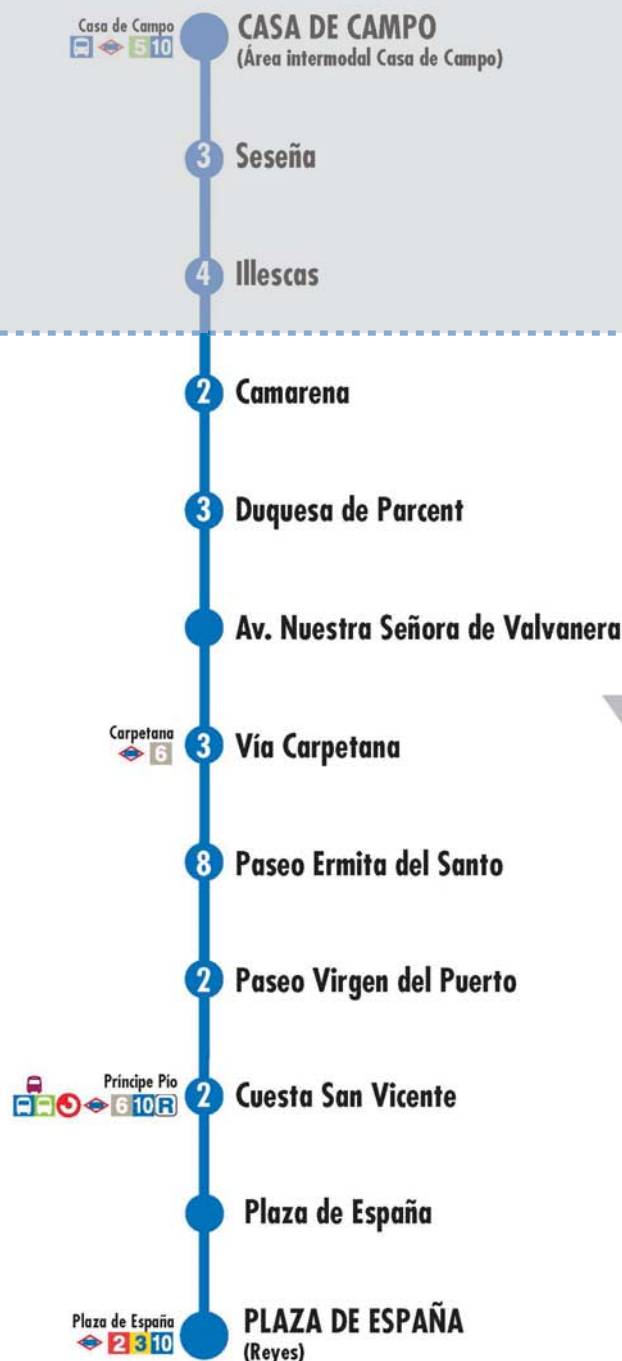 Casa de Campo
5 10
CASA DE CAMPO
(Área intermodal Casa de Campo)
3 Seseña
4 Illescas
2 Camarena
3 Duquesa de Parcent
Av. Nuestra Señora de Valvanera
Carpetana
6
3 Vía Carpetana
8 Paseo Ermita del Santo
2 Paseo Virgen del Puerto
Príncipe Pío
6 10 R
2 Cuesta San Vicente
Plaza de España
Plaza de España
2 3 10
PLAZA DE ESPAÑA
(Reyes)